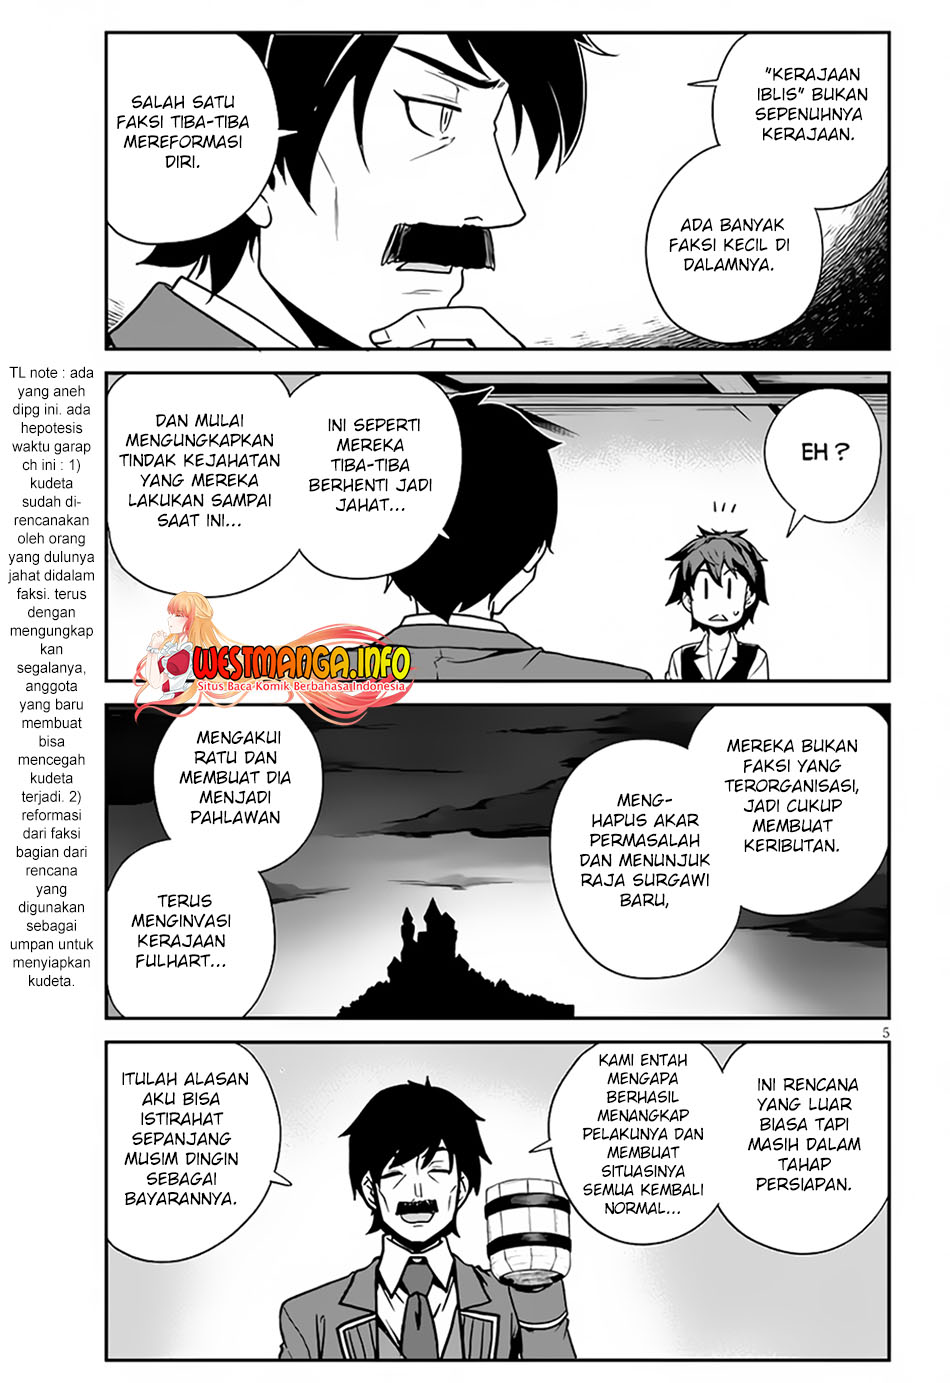 "KERAJAAN
IBLIS" BUKAN
SEPENUHNYA
KERAJAAN.
ADA BANYAK
FAKSI KECIL DI
DALAMNYA.
SALAH SATU
FAKSI TIBA-TIBA
MEREFORMASI
DIRI.
EH ?
INI SEPERTI
MEREKA
TIBA-TIBA
BERHENTI JADI
JAHAT...
DAN MULAI
MENGUNGKAPKAN
TINDAK KEJAHATAN
YANG MEREKA
LAKUKAN SAMPAI
SAAT INI...
TL note : ada
yang aneh
dipg ini. ada
hepotesis
waktu garap
ch ini : 1)
kudeta
sudah di-
rencanakan
oleh orang
yang dulunya
jahat didalam
faksi. terus
dengan
mengungkap
kan
segalanya,
anggota
yang baru
membuat
bisa
mencegah
kudeta
terjadi. 2)
reformasi
dari faksi
bagian dari
rencana
yang
digunakan
sebagai
umpan untuk
menyiapkan
kudeta.
WESTMANGA.INFO
Situs Baca Komik Berbahasa Indonesia
MEREKA BUKAN
FAKSI YANG
TERORGANISASI,
JADI CUKUP
MEMBUAT
KERIBUTAN.
MENG-
HAPUS AKAR
PERMASALAH
DAN MENUNJUK
RAJA SURGAWI
BARU,
MENGAKUI
RATU DAN
MEMBUAT DIA
MENJADI
PAHLAWAN
TERUS
MENGINVASI
KERAJAAN
FULHART...
5
INI RENCANA
YANG LUAR
BIASA TAPI
MASIH DALAM
TAHAP
PERSIAPAN.
KAMI ENTAH
MENGAPA
BERHASIL
MENANGKAP
PELAKUNYA DAN
MEMBUAT
SITUASINYA
SEMUA KEMBALI
NORMAL...
ITULAH ALASAN
AKU BISA
ISTIRAHAT
SEPANJANG
MUSIM DINGIN
SEBAGAI
BAYARANNYA.